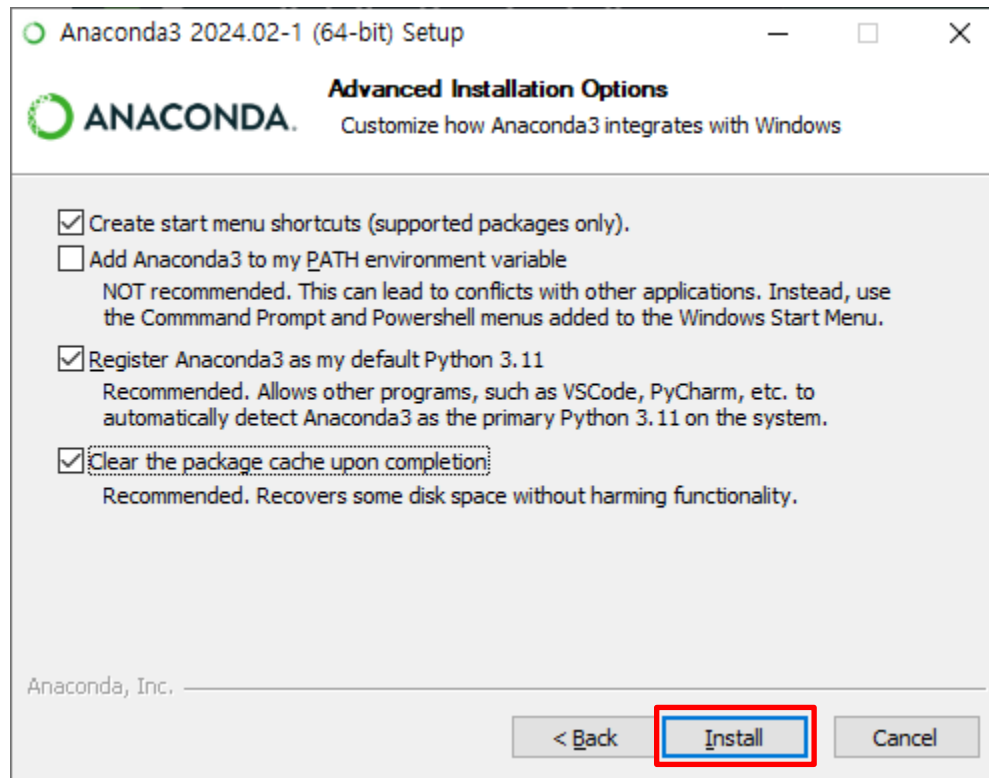 Anaconda3 2024.02-1 (64-bit) Setup
ANACONDA.
Advanced Installation Options
Customize how Anaconda3 integrates with Windows
Create start menu shortcuts (supported packages only).
Add Anaconda3 to my PATH environment variable
NOT recommended. This can lead to conflicts with other applications. Instead, use
the Commmand Prompt and Powershell menus added to the Windows Start Menu.
Register Anaconda3 as my default Python 3.11
Recommended. Allows other programs, such as VSCode, PyCharm, etc. to
automatically detect Anaconda3 as the primary Python 3.11 on the system.
Clear the package cache upon completion
Recommended. Recovers some disk space without harming functionality.
Anaconda, Inc.
< Back
Install
Cancel